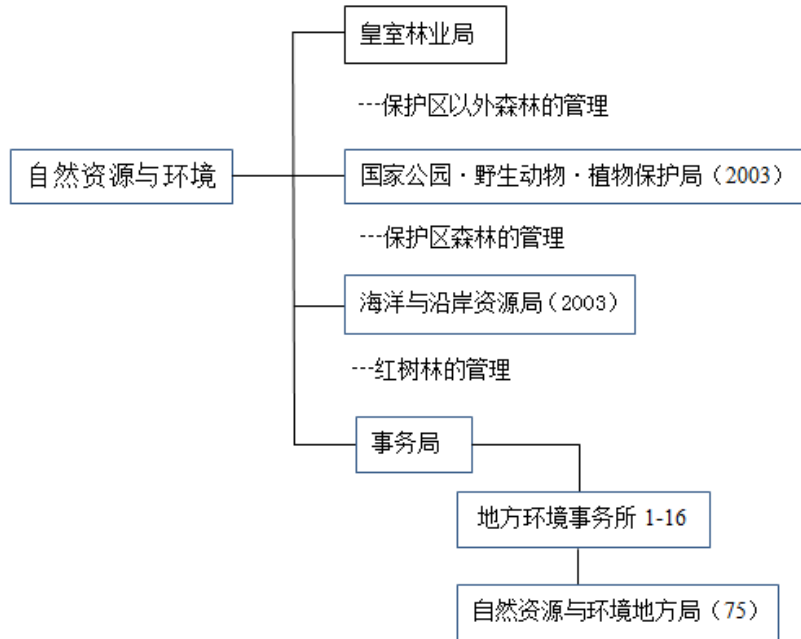 皇室林业局
---保护区以外森林的管理
自然资源与环境
国家公园·野生动物·植物保护局（2003）
---保护区森林的管理
海洋与沿岸资源局（2003）
---红树林的管理
事务局
地方环境事务所 1-16
自然资源与环境地方局（75）